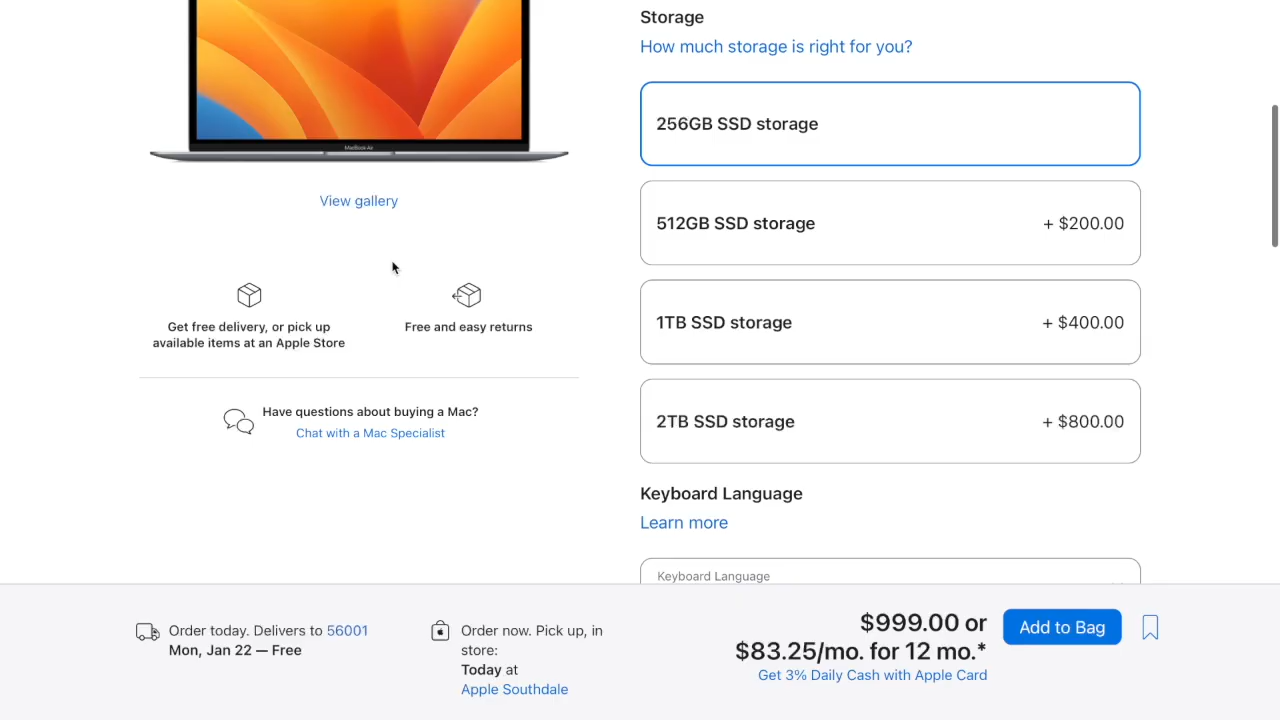 MacBook Air
View gallery
Get free delivery, or pick up
available items at an Apple Store
Free and easy returns
Have questions about buying a Mac?
Chat with a Mac Specialist
Storage
How much storage is right for you?
256GB SSD storage
512GB SSD storage + $200.00
1TB SSD storage + $400.00
2TB SSD storage + $800.00
Keyboard Language
Learn more
Keyboard Language
Order today. Delivers to 56001
Mon, Jan 22 — Free
Order now. Pick up, in
store:
Today at
Apple Southdale
$999.00 or
$83.25/mo. for 12 mo.*
Get 3% Daily Cash with Apple Card
Add to Bag